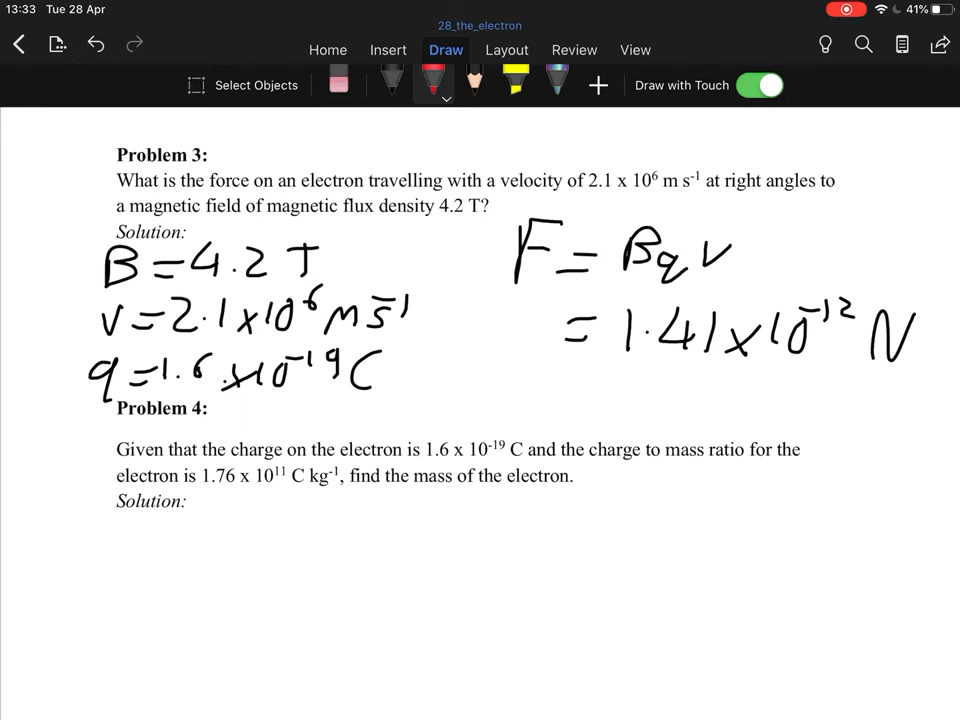 13:33 Tue 28 Apr 41%
28_the_electron
Home Insert Draw Layout Review View
Select Objects Draw with Touch
Problem 3:
What is the force on an electron travelling with a velocity of 2.1 x 10⁶ m s⁻¹ at right angles to
a magnetic field of magnetic flux density 4.2 T?
Solution:
B = 4.2 T
v = 2.1 x 10⁶ m s⁻¹
q = 1.6 x 10⁻¹⁹ C
F = Bqv
= 1.41 x 10⁻¹² N
Problem 4:
Given that the charge on the electron is 1.6 x 10⁻¹⁹ C and the charge to mass ratio for the
electron is 1.76 x 10¹¹ C kg⁻¹, find the mass of the electron.
Solution: